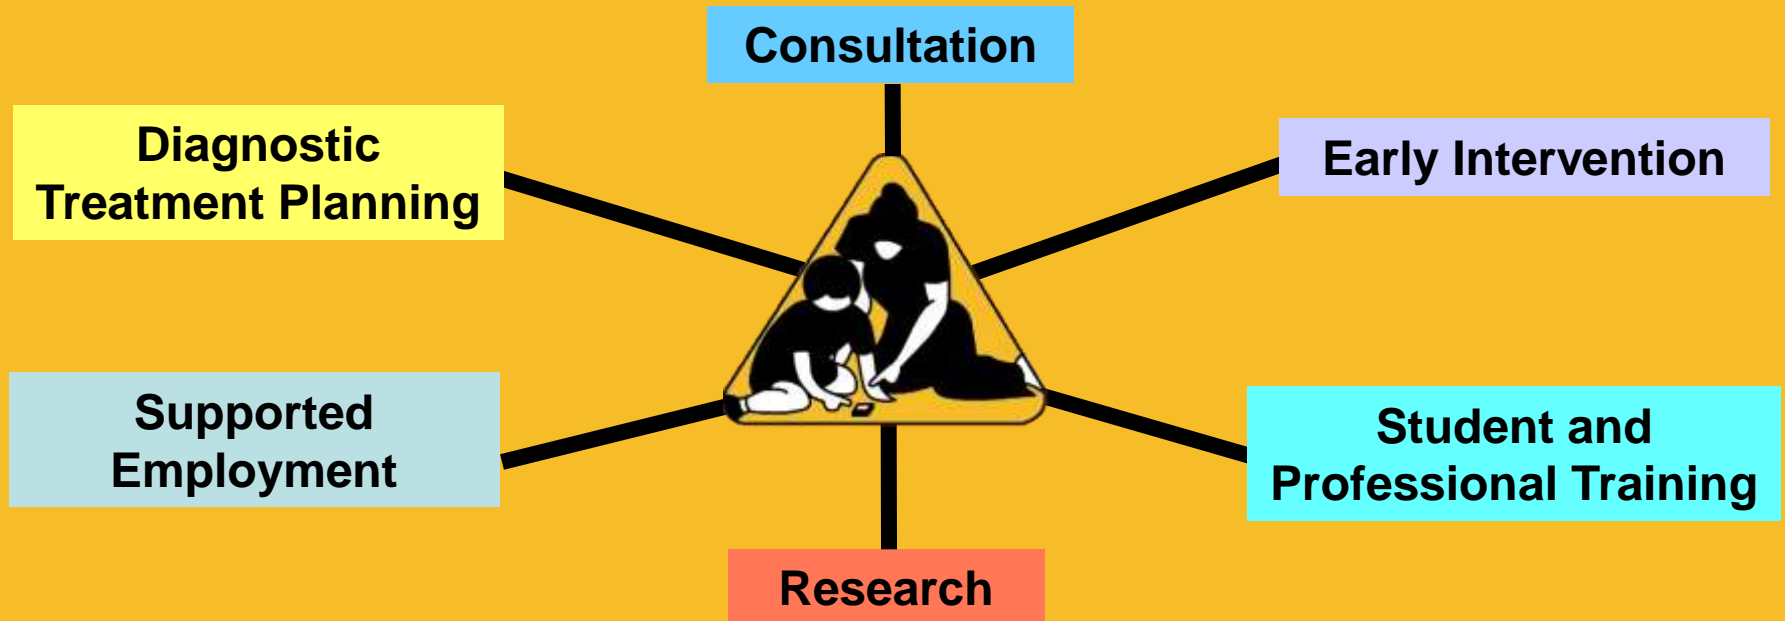 Consultation
Diagnostic
Treatment Planning
Early Intervention
Supported
Employment
Student and
Professional Training
Research